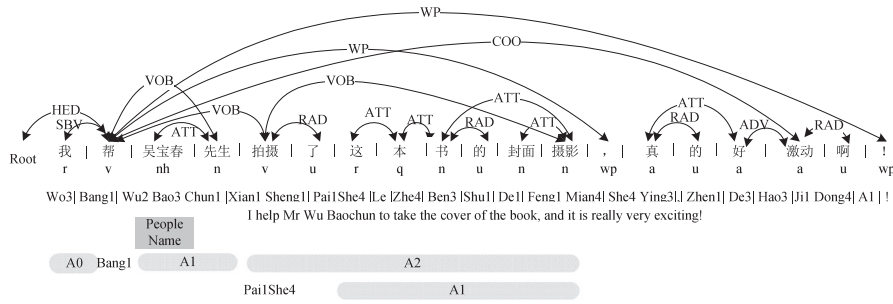 WP
COO
WP
VOB VOB
HED VOB ATT ATT
SBV ATT RAD ATT ATT RAD ATT RAD ADV RAD
Root 我 | 帮 | 吴宝春 | 先生 | 拍摄 | 了 | 这 | 本 | 书 | 的 | 封面 | 摄影 | , | 真 | 的 | 好 | 激动 | 啊 | !
r v nh n v u r q n u n n wp a u a a u wp
Wo3| Bang1| Wu2 Bao3 Chun1 |Xian1 Sheng1| Pai1She4 |Le |Zhe4| Ben3 |Shu1| De1| Feng1 Mian4| She4 Ying3|,| Zhen1| De3| Hao3 |Ji1 Dong4| A1 | !
I help Mr Wu Baochun to take the cover of the book, and it is really very exciting!
People
Name
A0 Bang1 A1 A2
Pai1She4 A1